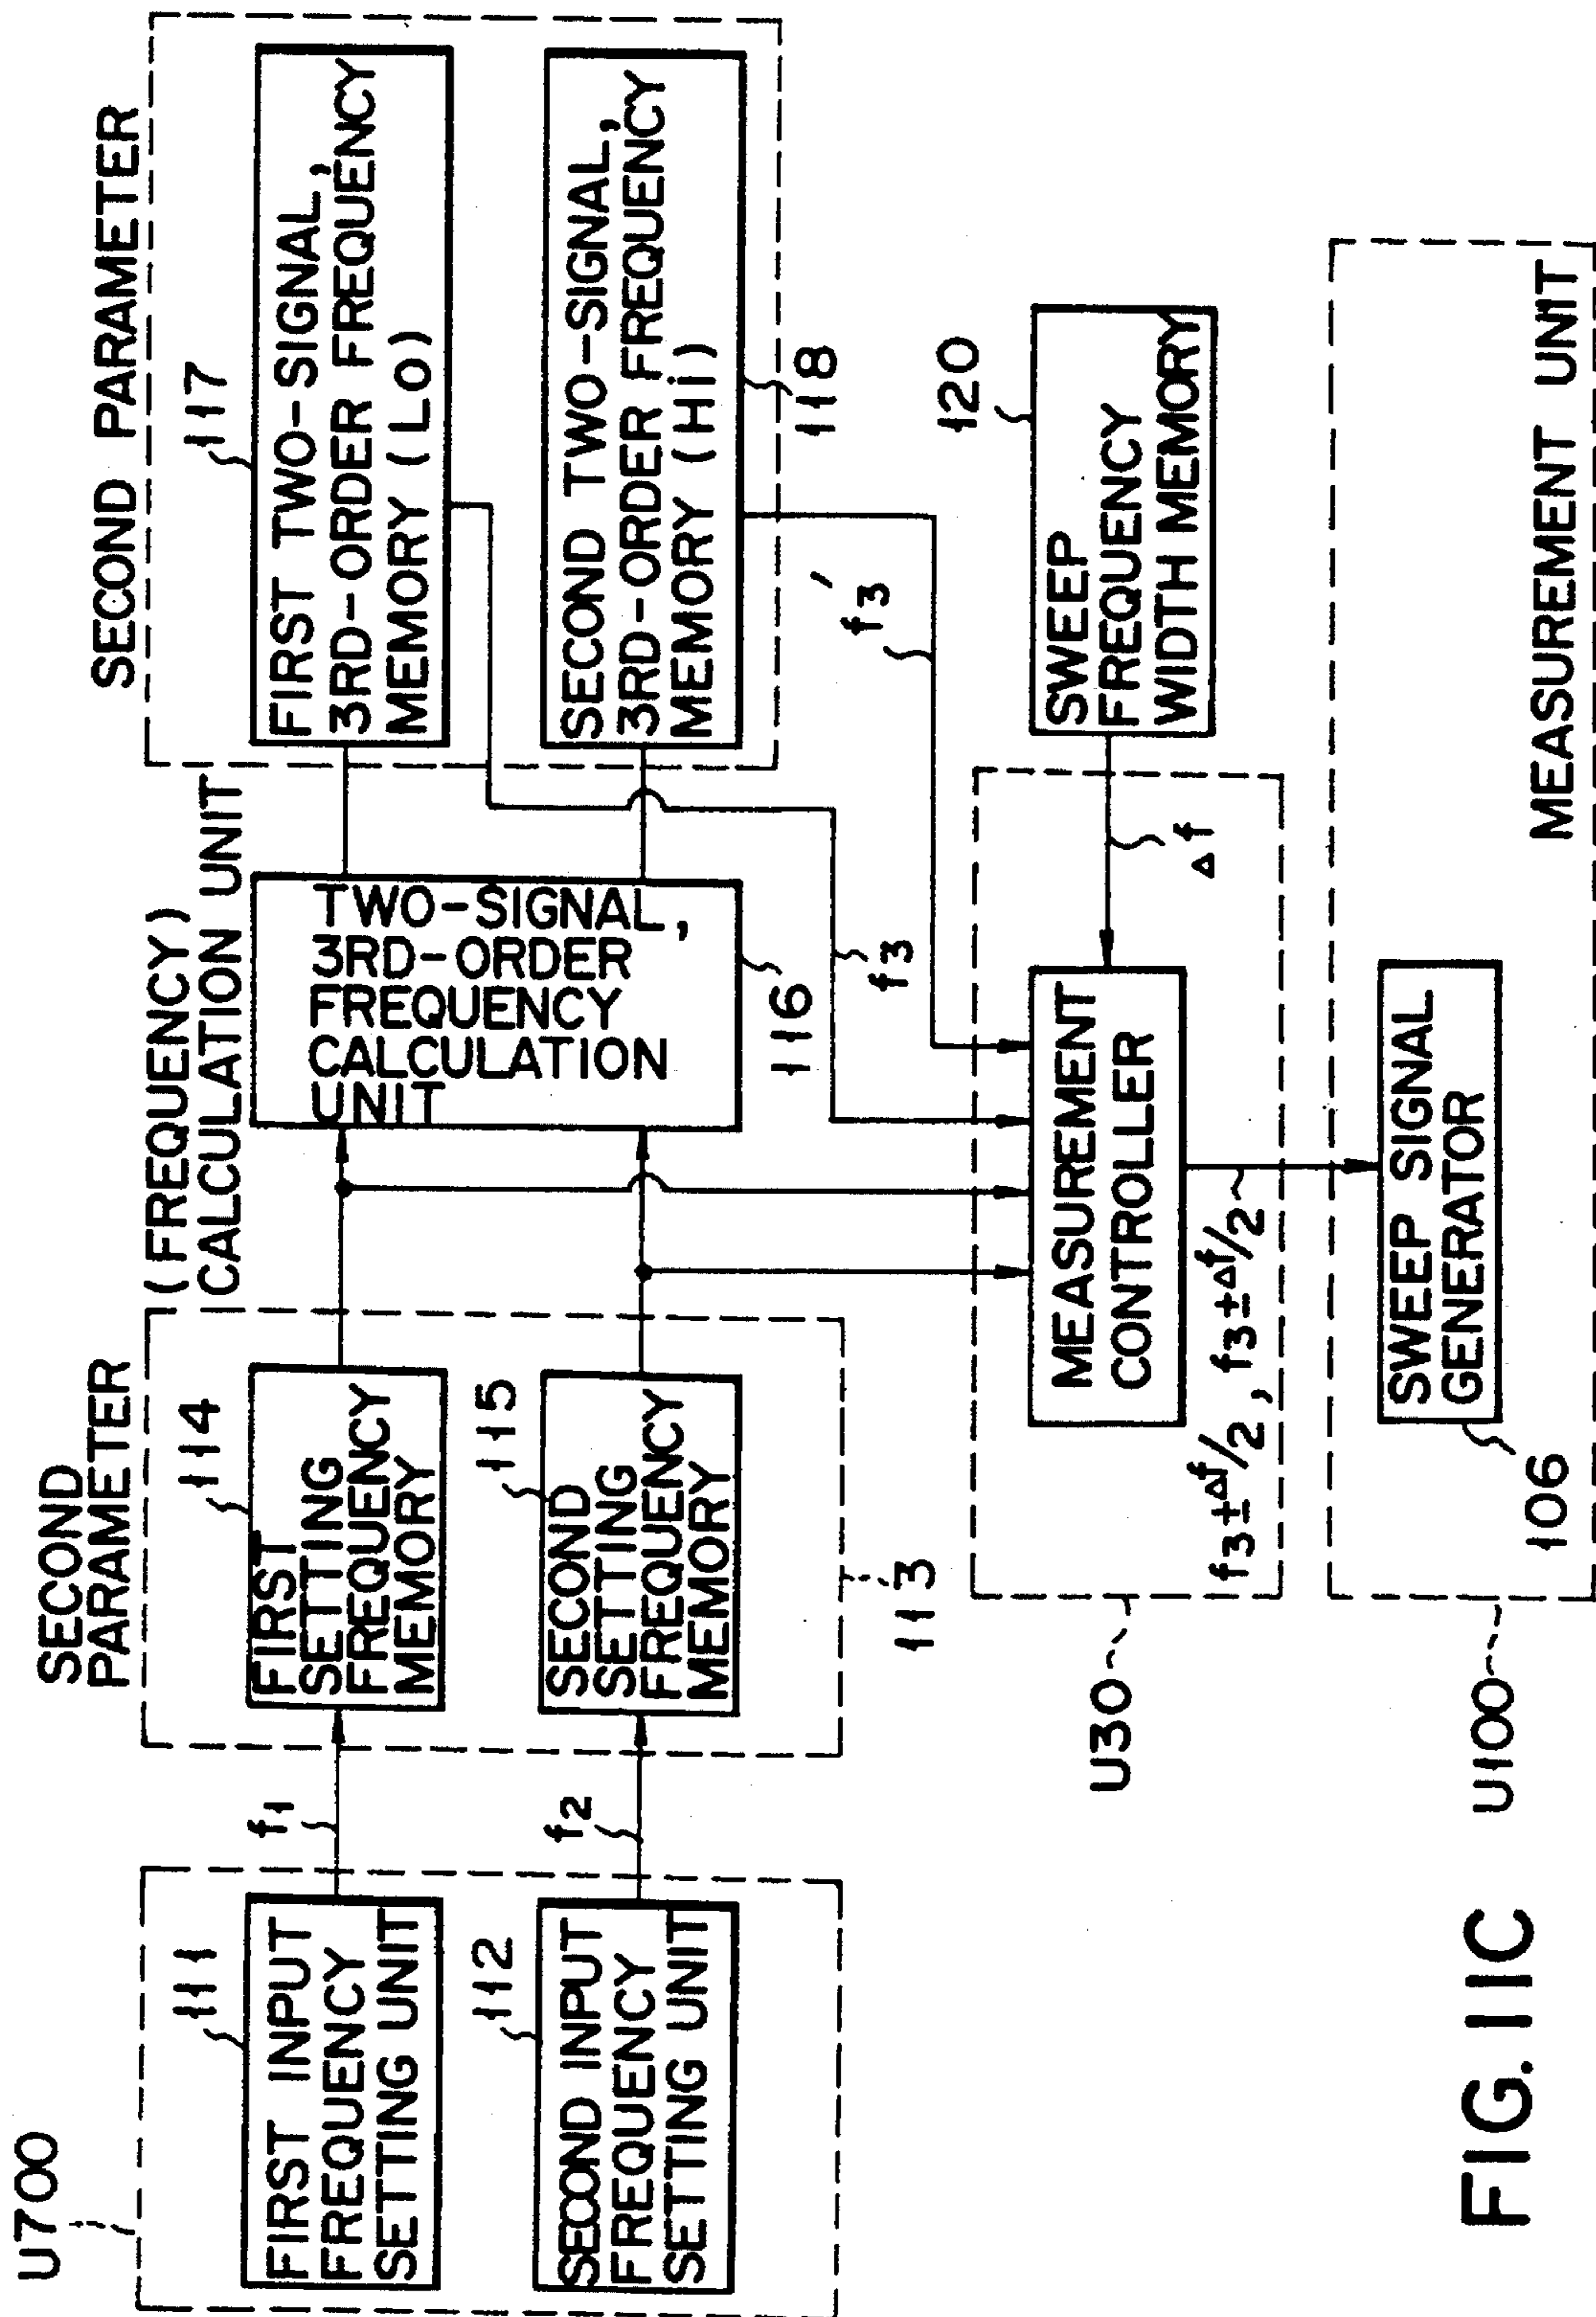 U700
111
FIRST INPUT
FREQUENCY
SETTING UNIT
112
SECOND INPUT
FREQUENCY
SETTING UNIT
f1
f2
SECOND
PARAMETER
114
FIRST
SETTING
FREQUENCY
MEMORY
115
SECOND
SETTING
FREQUENCY
MEMORY
113
(FREQUENCY)
CALCULATION UNIT
TWO-SIGNAL,
3RD-ORDER
FREQUENCY
CALCULATION
UNIT
116
SECOND PARAMETER
117
FIRST TWO-SIGNAL,
3RD-ORDER FREQUENCY
MEMORY (Lo)
SECOND TWO-SIGNAL,
3RD-ORDER FREQUENCY
MEMORY (Hi)
118
f3
f3'
120
SWEEP
FREQUENCY
WIDTH MEMORY
Δf
U30
MEASUREMENT
CONTROLLER
f3±Δf/2, f3±Δf/2
U100
SWEEP SIGNAL
GENERATOR
106
MEASUREMENT UNIT
FIG. 11C